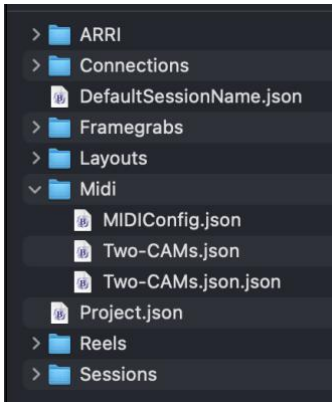 ARRI
Connections
DefaultSessionName.json
Framegrabs
Layouts
Midi
MIDIConfig.json
Two-CAMs.json
Two-CAMs.json.json
Project.json
Reels
Sessions